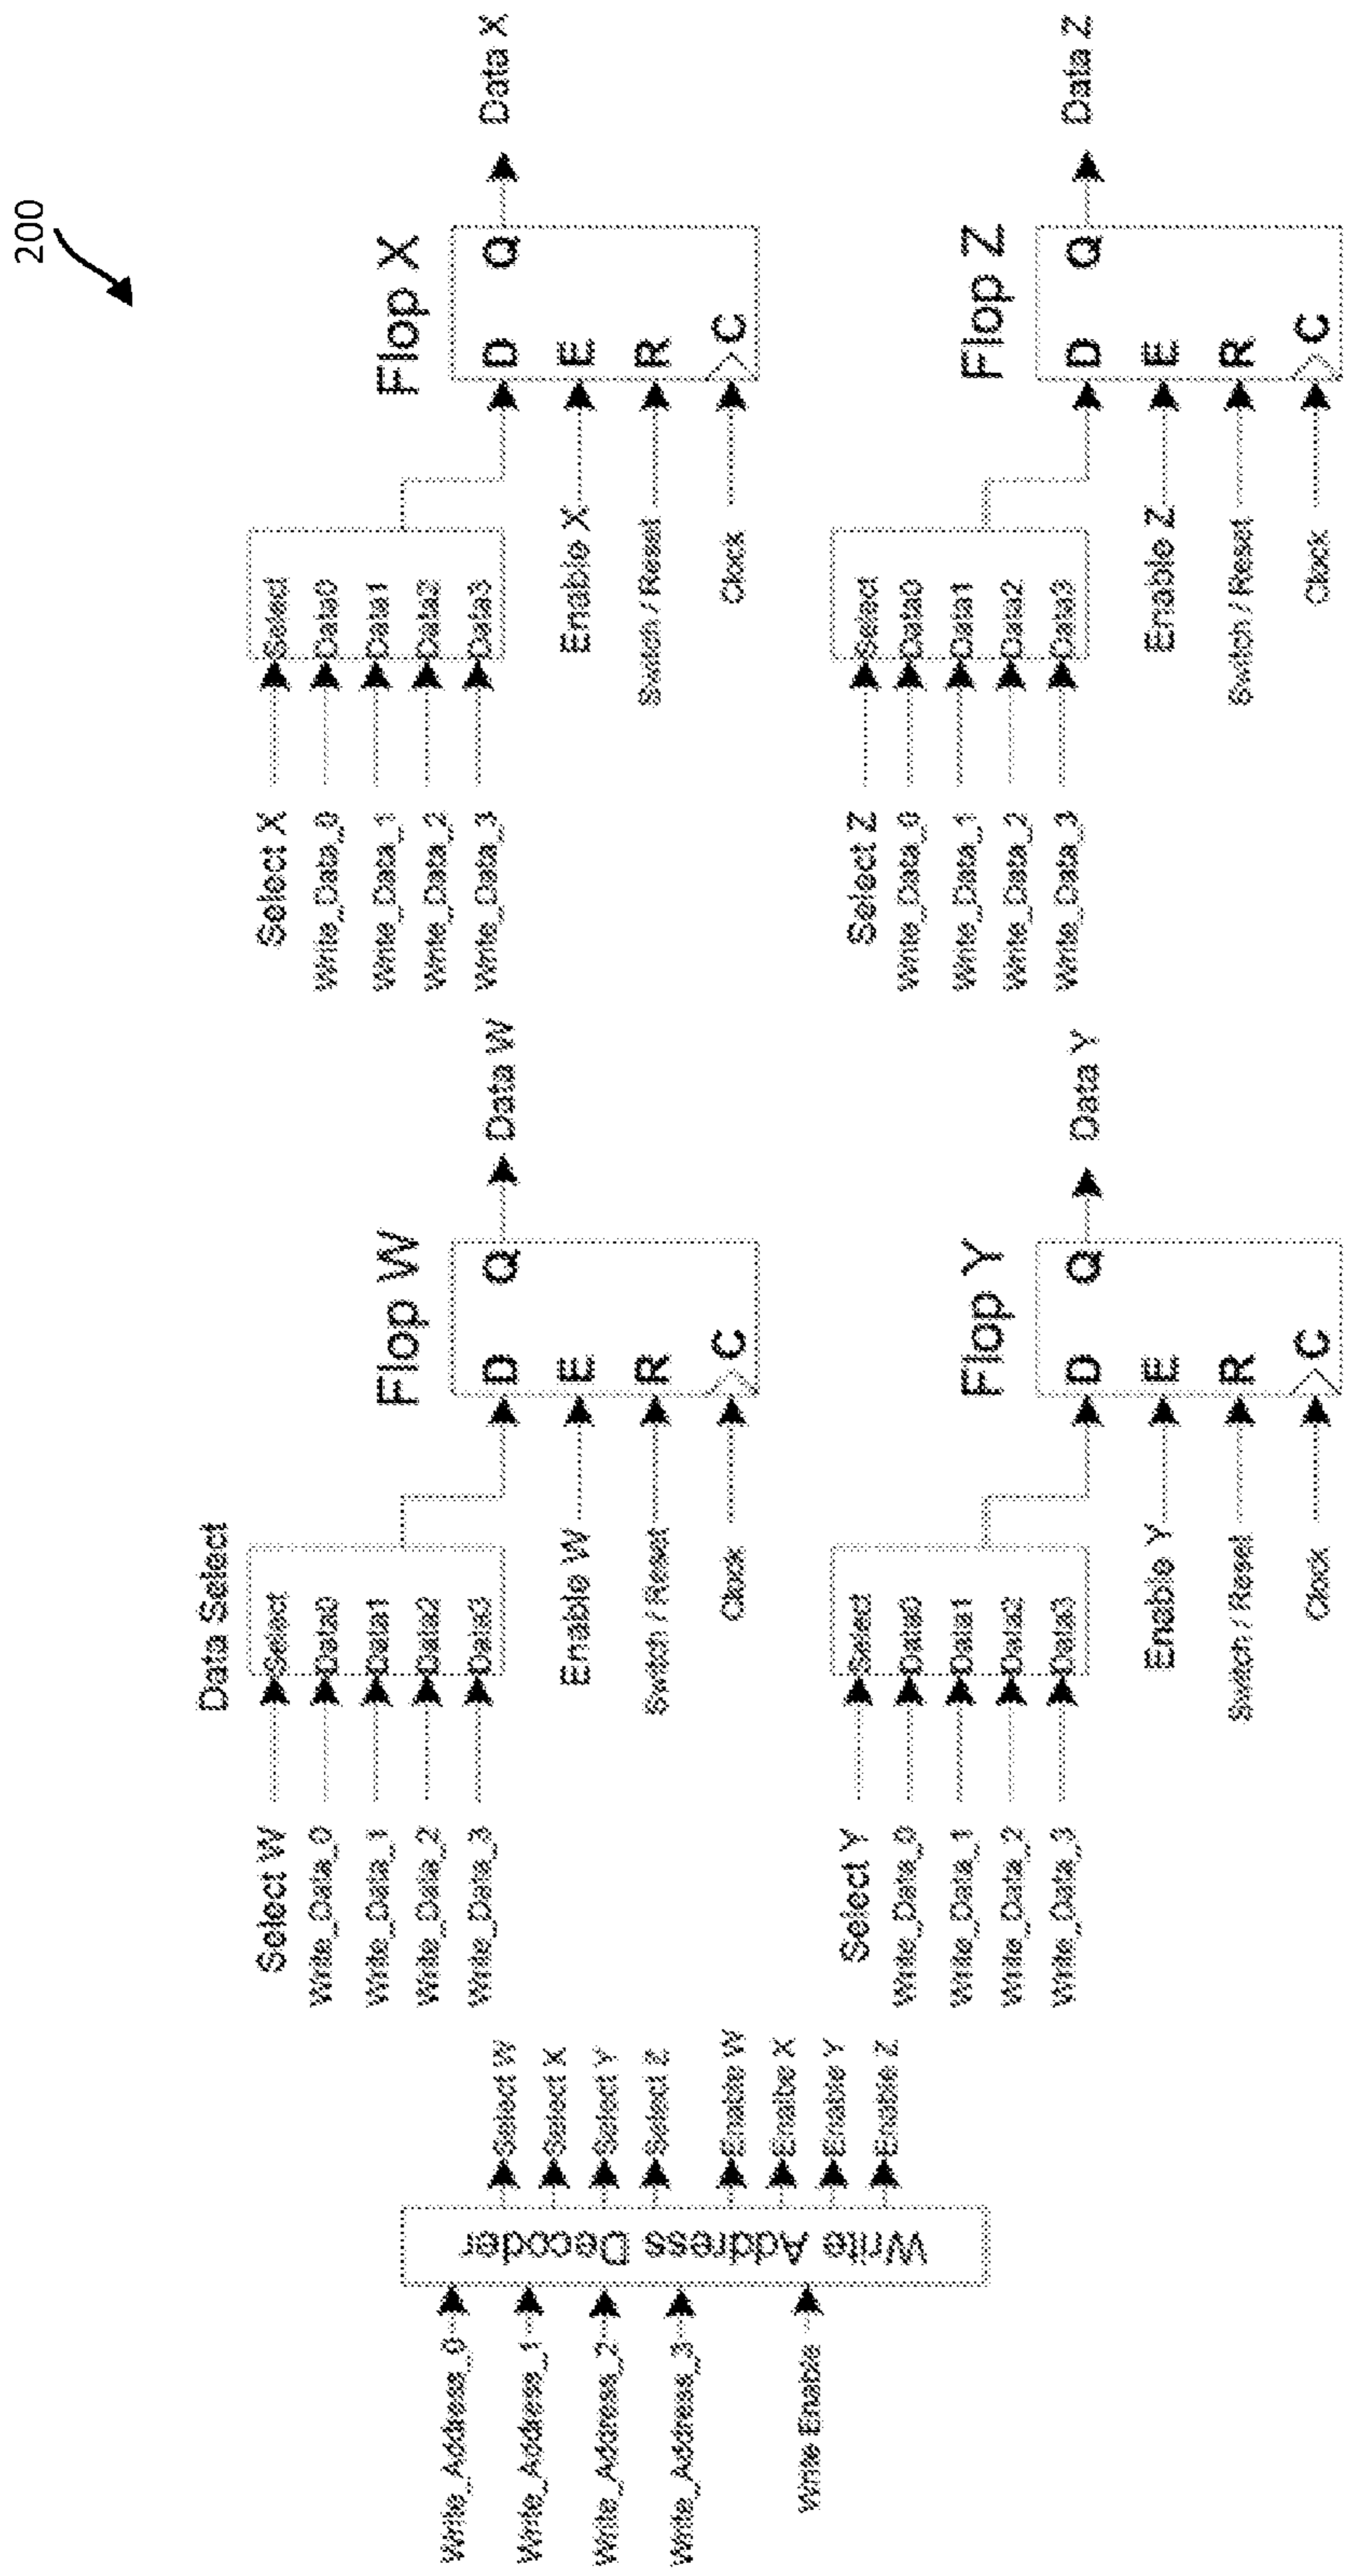 200
Write_Address_0
Write_Address_1
Write_Address_2
Write_Address_3
Write Enable
Write Address Decoder
Select W
Select X
Select Y
Select Z
Enable W
Enalbe X
Enable Y
Enable Z
Data Select
Select W
Write_Data_0
Write_Data_1
Write_Data_2
Write_Data_3
Select
Data0
Data1
Data2
Data3
Enable W
Switch / Reset
Clock
Flop W
D
E
R
C
Q
Data W
Select X
Write_Data_0
Write_Data_1
Write_Data_2
Write_Data_3
Select
Data0
Data1
Data2
Data3
Enable X
Switch / Reset
Clock
Flop X
D
E
R
C
Q
Data X
Select Y
Write_Data_0
Write_Data_1
Write_Data_2
Write_Data_3
Select
Data0
Data1
Data2
Data3
Enable Y
Switch / Reset
Clock
Flop Y
D
E
R
C
Q
Data Y
Select Z
Write_Data_0
Write_Data_1
Write_Data_2
Write_Data_3
Select
Data0
Data1
Data2
Data3
Enable Z
Switch / Reset
Clock
Flop Z
D
E
R
C
Q
Data Z